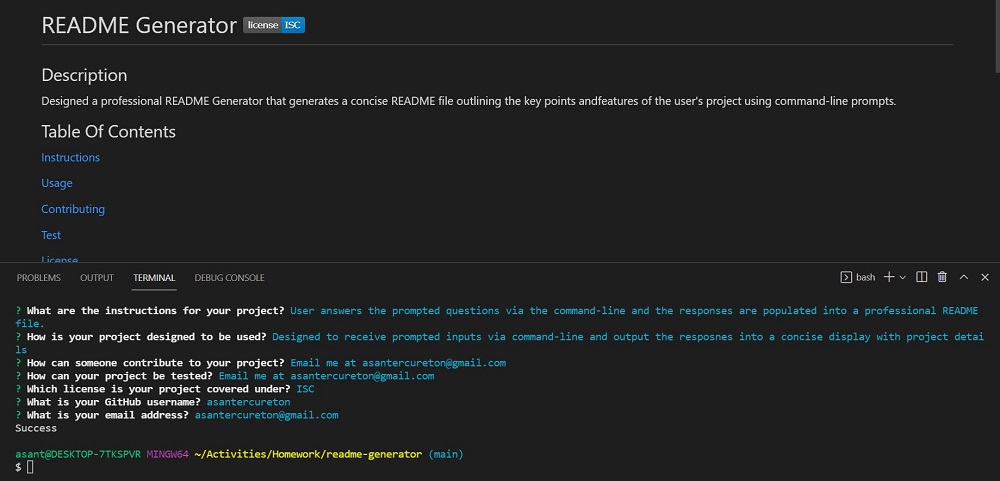 README Generator license ISC
Description
Designed a professional README Generator that generates a concise README file outlining the key points andfeatures of the user's project using command-line prompts.
Table Of Contents
Instructions
Usage
Contributing
Test
License
PROBLEMS OUTPUT TERMINAL DEBUG CONSOLE bash
? What are the instructions for your project? User answers the prompted questions via the command-line and the responses are populated into a professional README
file.
? How is your project designed to be used? Designed to receive prompted inputs via command-line and output the resposnes into a concise display with project detai
ls
? How can someone contribute to your project? Email me at asantercureton@gmail.com
? How can your project be tested? Email me at asantercureton@gmail.com
? Which license is your project covered under? ISC
? What is your GitHub username? asantercureton
? What is your email address? asantercureton@gmail.com
Success
asant@DESKTOP-7TKSPVR MINGW64 ~/Activities/Homework/readme-generator (main)
$